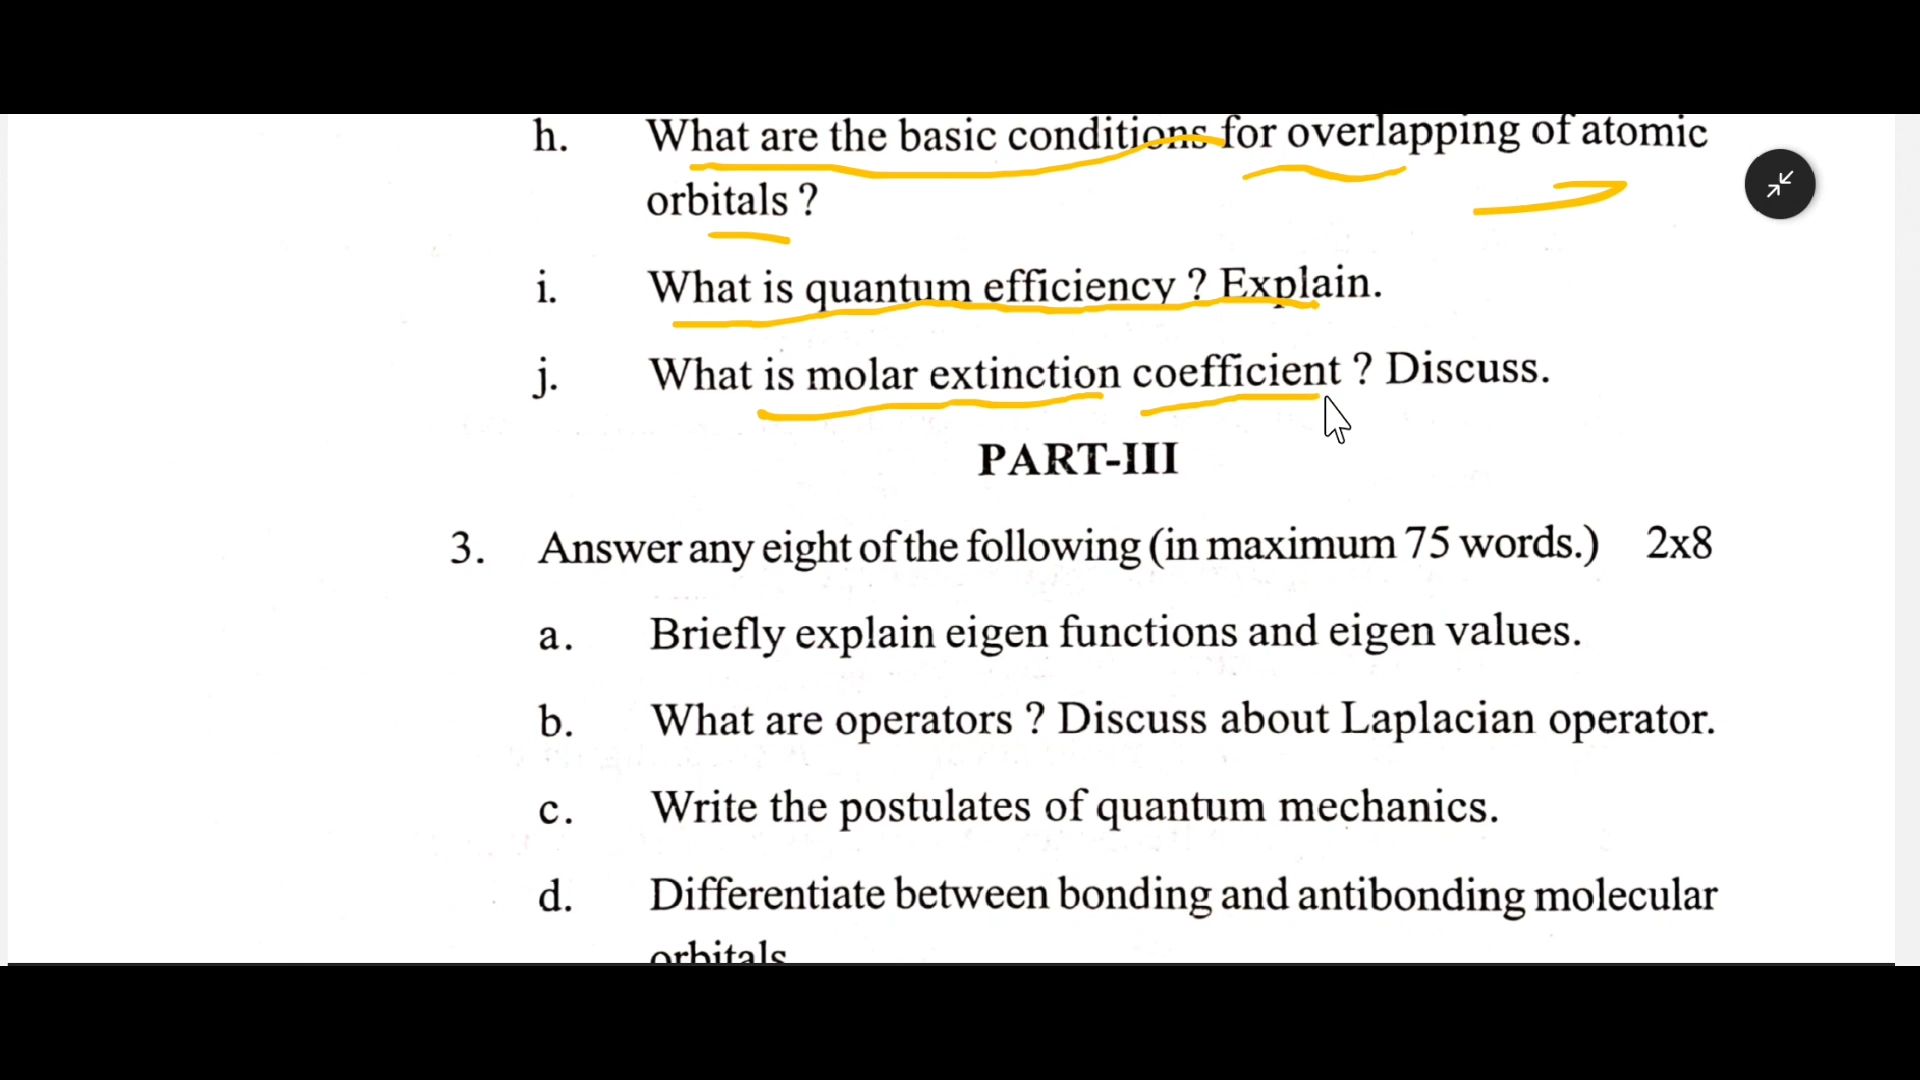 h. What are the basic conditions for overlapping of atomic
orbitals ?
i. What is quantum efficiency ? Explain.
j. What is molar extinction coefficient ? Discuss.
PART-III
3. Answer any eight of the following (in maximum 75 words.) 2x8
a. Briefly explain eigen functions and eigen values.
b. What are operators ? Discuss about Laplacian operator.
c. Write the postulates of quantum mechanics.
d. Differentiate between bonding and antibonding molecular
orbitals